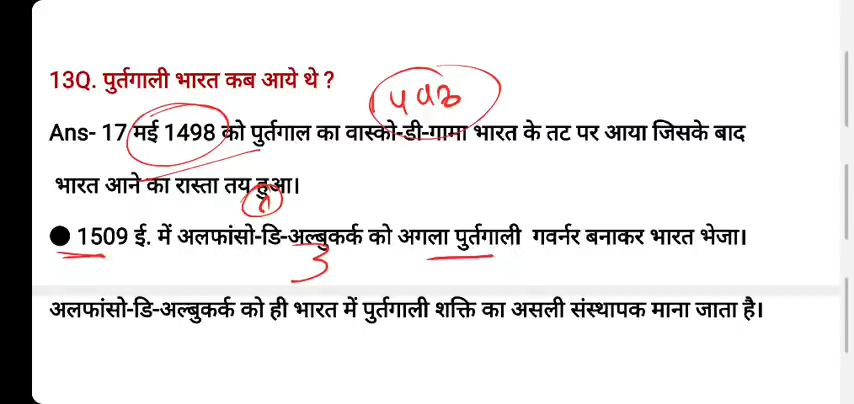 13Q. पुर्तगाली भारत कब आये थे ?
Ans- 17 मई 1498 को पुर्तगाल का वास्को-डी-गामा भारत के तट पर आया जिसके बाद
भारत आने का रास्ता तय हुआ।
● 1509 ई. में अलफांसो-डि-अल्बुकर्क को अगला पुर्तगाली गवर्नर बनाकर भारत भेजा।
3
अलफांसो-डि-अल्बुकर्क को ही भारत में पुर्तगाली शक्ति का असली संस्थापक माना जाता है।